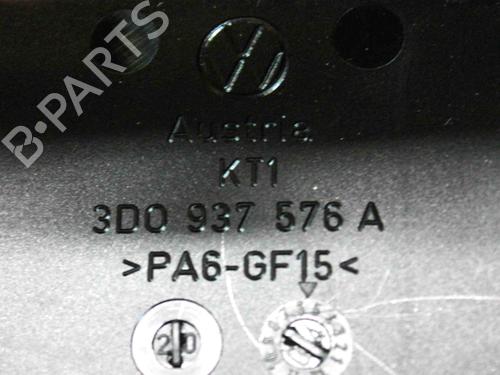 B-PARTS
Austria
KT1
3D0 937 576 A
>PA6-GF15<
20